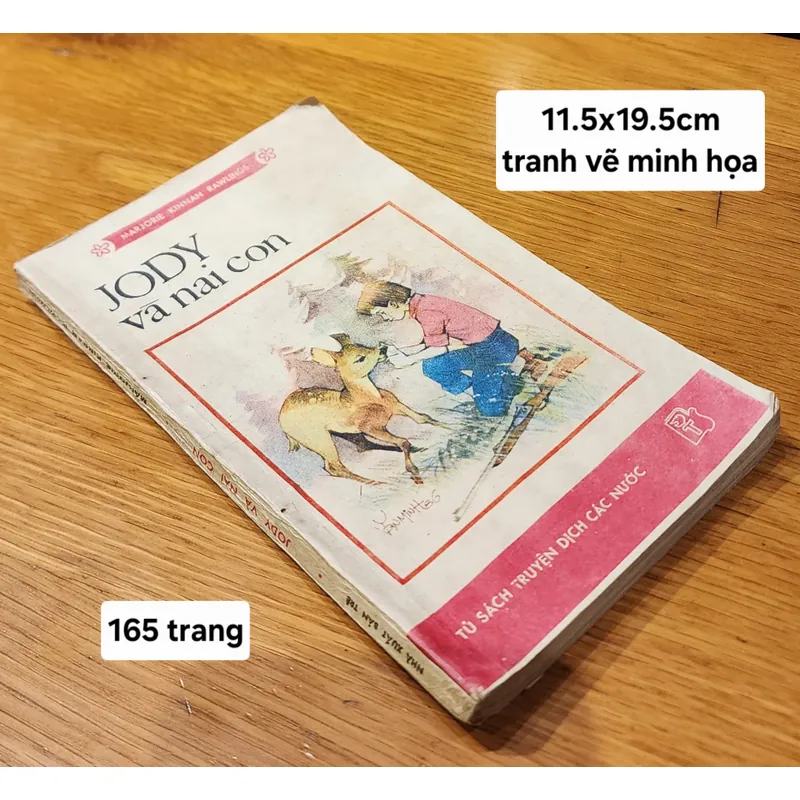 11.5x19.5cm
tranh vẽ minh họa
MARJORIE KINNAN RAWLINGS
JODY
và nai con
TỦ SÁCH TRUYỆN DỊCH CÁC NƯỚC
JODY VÀ NAI CON
NHÀ XUẤT BẢN TRẺ
165 trang